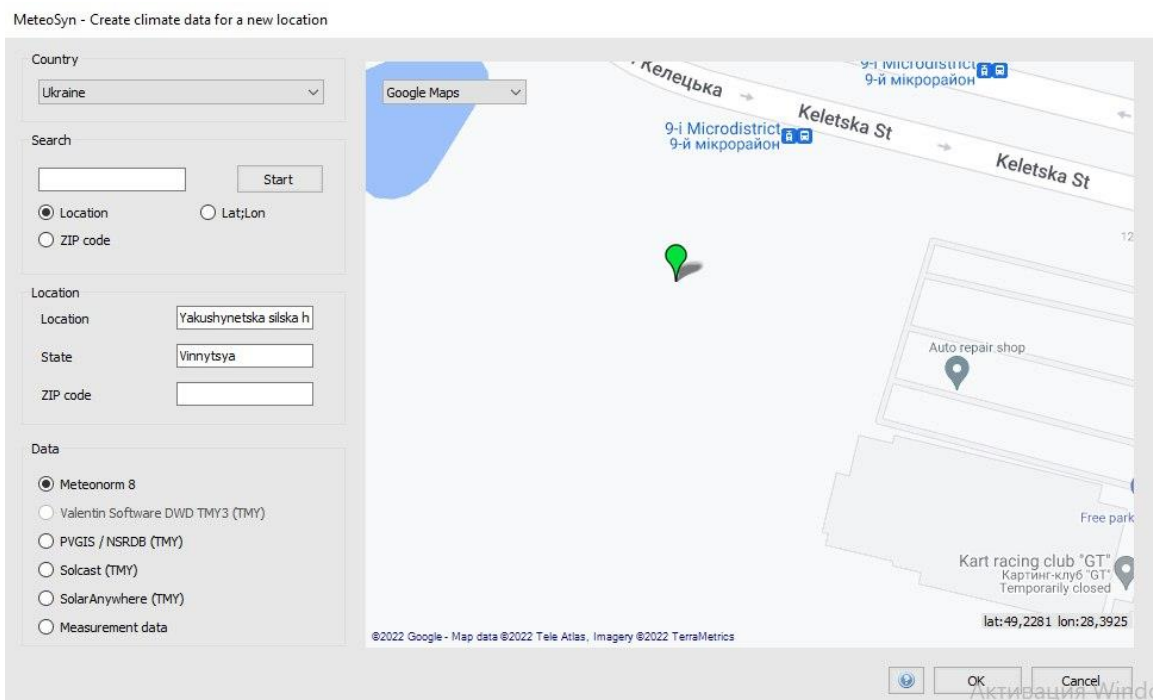 MeteoSyn - Create climate data for a new location
Country
Ukraine
Search
Start
Location
Lat;Lon
ZIP code
Location
Location
Yakushynetska silska h
State
Vinnytsya
ZIP code
Data
Meteonorm 8
Valentin Software DWD TMY3 (TMY)
PVGIS / NSRDB (TMY)
Solcast (TMY)
SolarAnywhere (TMY)
Measurement data
Google Maps
Келецька
9-i Microdistrict
9-й мікрорайон
Keletska St
9-i Microdistrict
9-й мікрорайон
Keletska St
12
Auto repair shop
Free park
Kart racing club "GT"
Картинг-клуб "GT"
Temporarily closed
lat:49,2281 lon:28,3925
©2022 Google - Map data ©2022 Tele Atlas, Imagery ©2022 TerraMetrics
OK
Cancel
Активация Windo